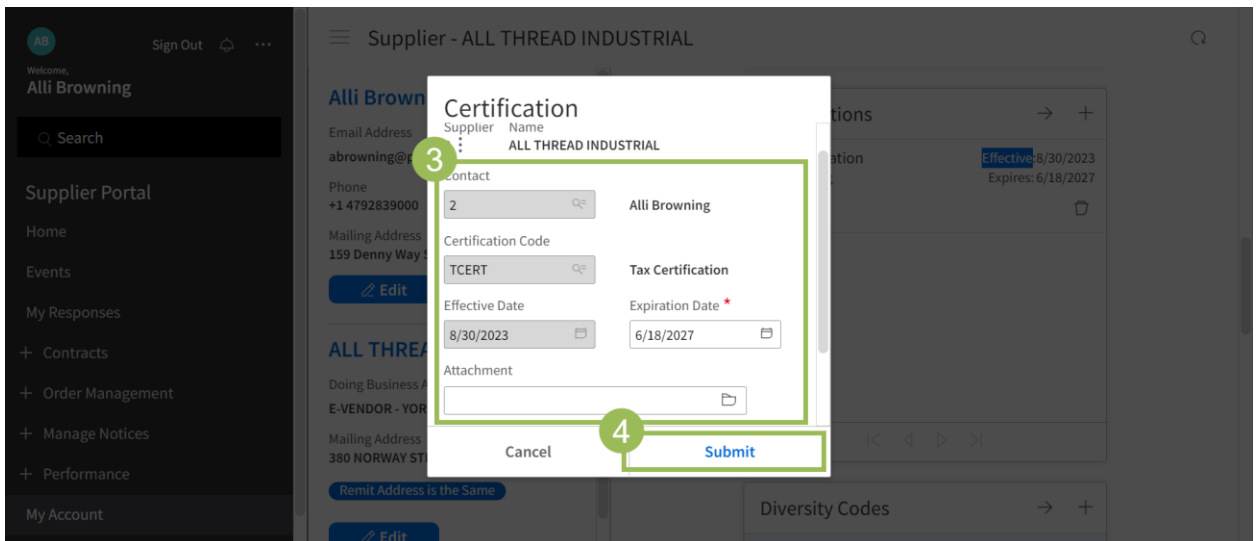 AB
Sign Out
Welcome,
Alli Browning
Search
Supplier Portal
Home
Events
My Responses
+ Contracts
+ Order Management
+ Manage Notices
+ Performance
My Account
Supplier - ALL THREAD INDUSTRIAL
Alli Brown
Email Address
abrowning@
Phone
+1 4792839000
Mailing Address
159 Denny Way
Edit
ALL THREA
Doing Business
E-VENDOR - YOR
Mailing Address
380 NORWAY ST
Remit Address is the Same
Edit
Certification
Supplier Name
ALL THREAD INDUSTRIAL
3
Contact
2 Alli Browning
Certification Code
TCERT Tax Certification
Effective Date Expiration Date *
8/30/2023 6/18/2027
Attachment
4
Cancel Submit
tions
ation
Effective:8/30/2023
Expires: 6/18/2027
Diversity Codes